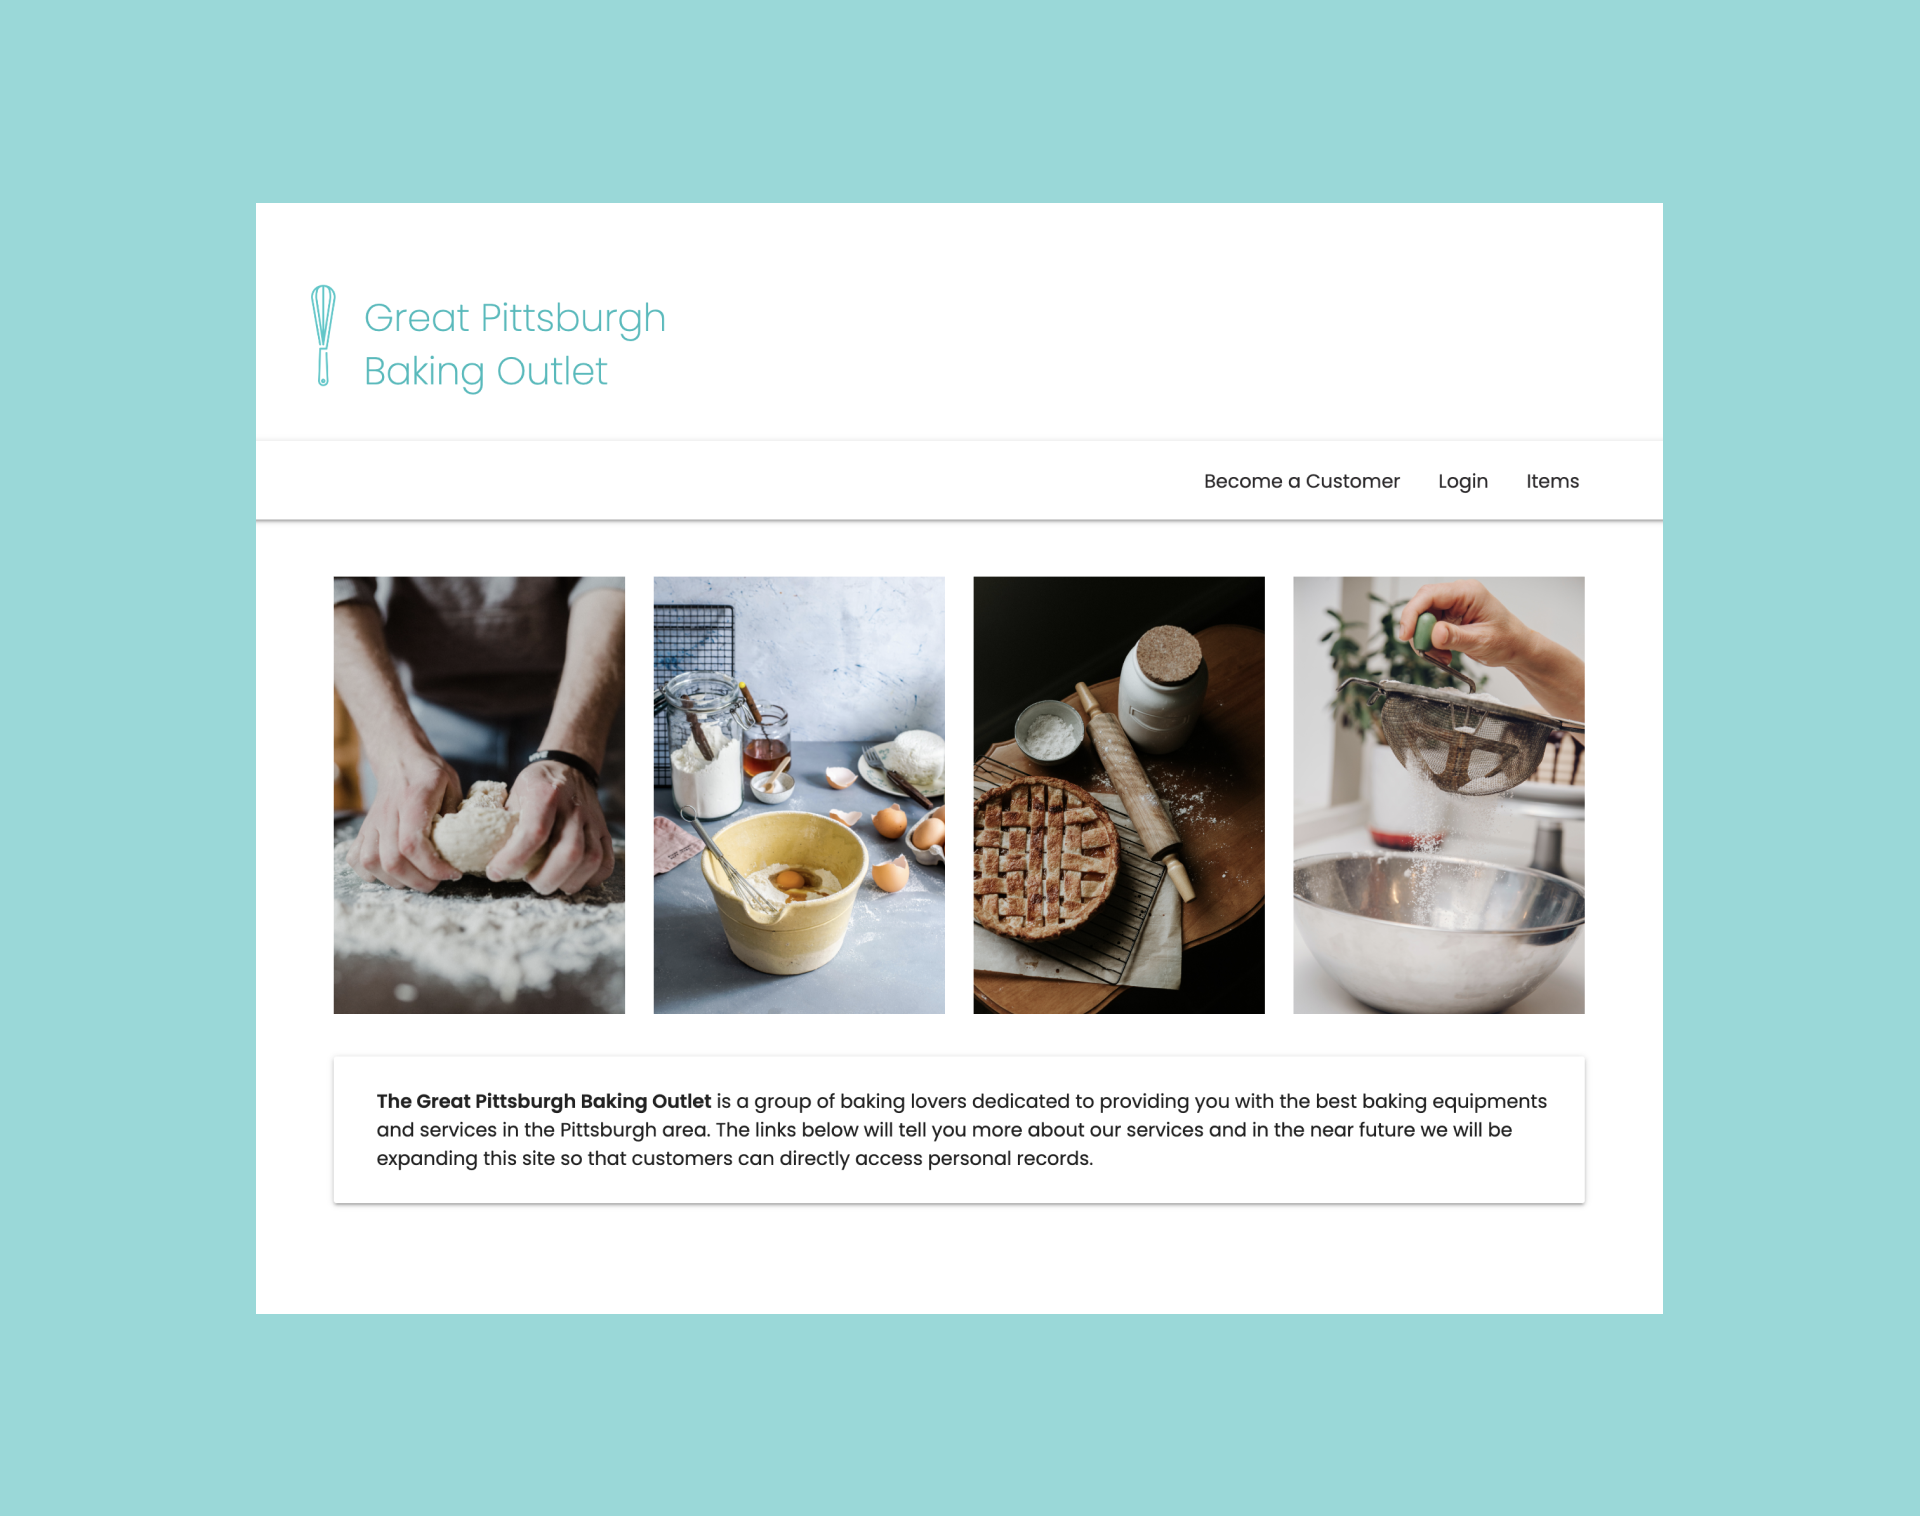 Great Pittsburgh
Baking Outlet
Become a Customer Login Items
The Great Pittsburgh Baking Outlet is a group of baking lovers dedicated to providing you with the best baking equipments
and services in the Pittsburgh area. The links below will tell you more about our services and in the near future we will be
expanding this site so that customers can directly access personal records.